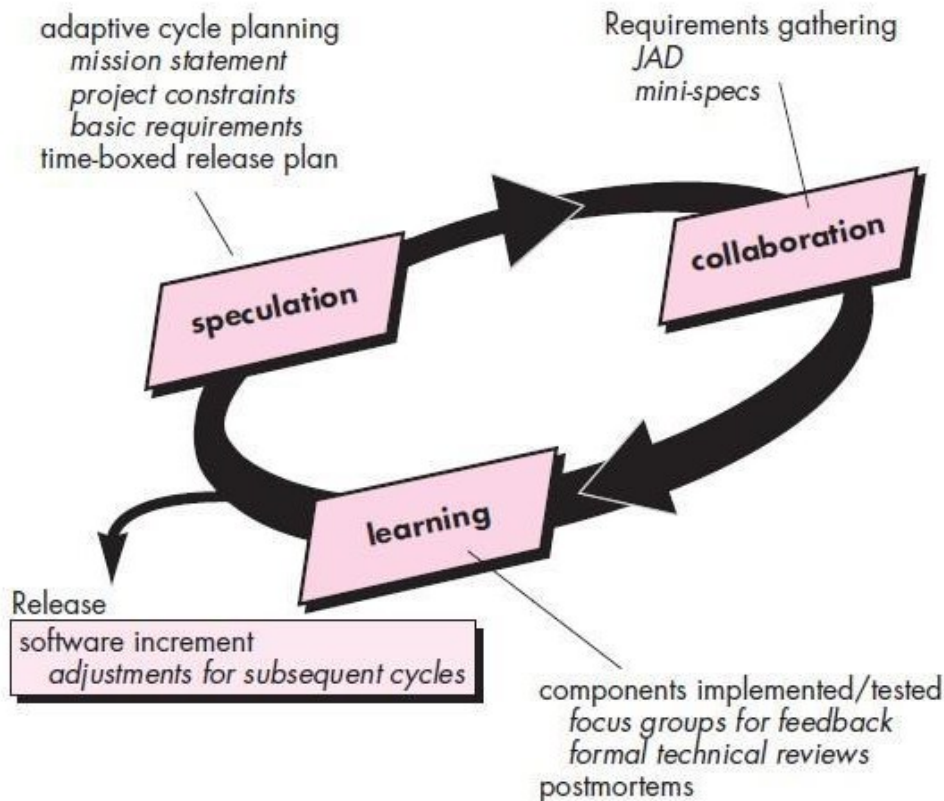 adaptive cycle planning
mission statement
project constraints
basic requirements
time-boxed release plan
Requirements gathering
JAD
mini-specs
speculation
collaboration
learning
Release
software increment
adjustments for subsequent cycles
components implemented/tested
focus groups for feedback
formal technical reviews
postmortems